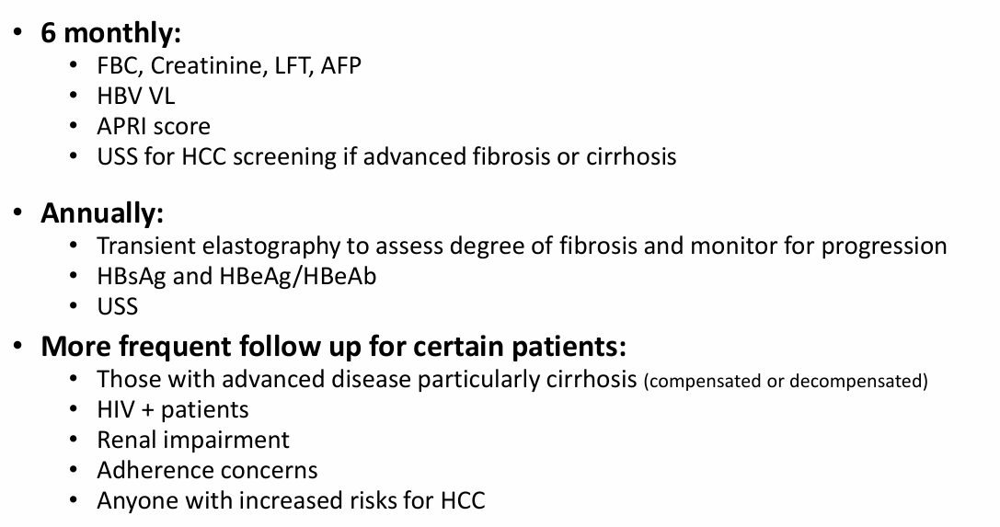 • 6 monthly:
• FBC, Creatinine, LFT, AFP
• HBV VL
• APRI score
• USS for HCC screening if advanced fibrosis or cirrhosis
• Annually:
• Transient elastography to assess degree of fibrosis and monitor for progression
• HBsAg and HBeAg/HBeAb
• USS
• More frequent follow up for certain patients:
• Those with advanced disease particularly cirrhosis (compensated or decompensated)
• HIV + patients
• Renal impairment
• Adherence concerns
• Anyone with increased risks for HCC